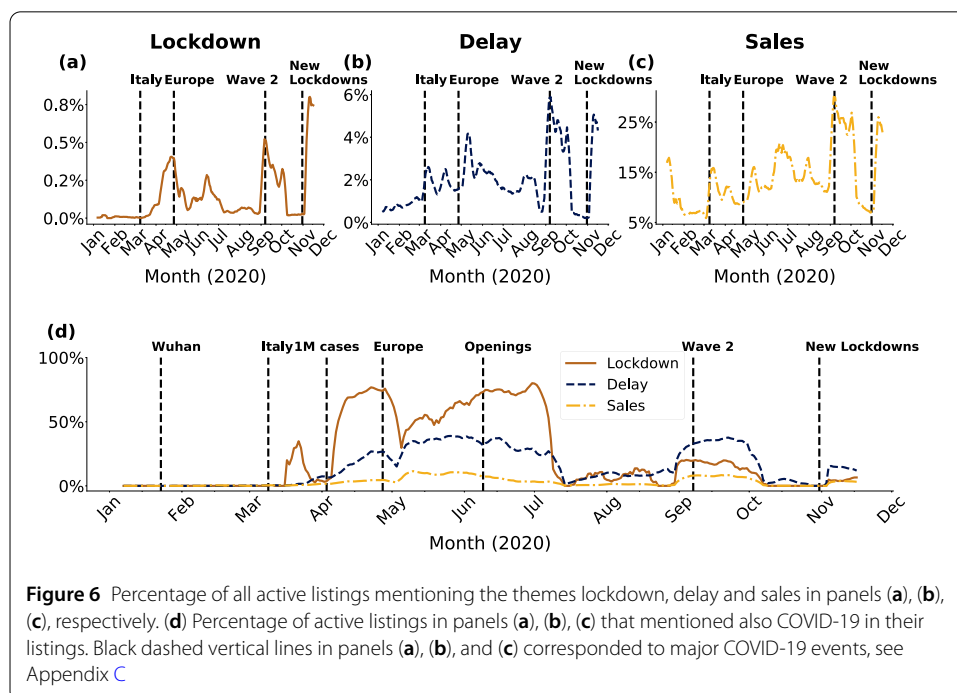 Lockdown
Delay
Sales
(a)
(b)
(c)
Italy Europe Wave 2 New Lockdowns
Italy Europe Wave 2 New Lockdowns
Italy Europe Wave 2 New Lockdowns
0.8%
0.5%
0.2%
0.0%
6%
4%
2%
0%
25%
15%
5%
Jan Feb Mar Apr May Jun Jul Aug Sep Oct Nov Dec
Jan Feb Mar Apr May Jun Jul Aug Sep Oct Nov Dec
Jan Feb Mar Apr May Jun Jul Aug Sep Oct Nov Dec
Month (2020)
Month (2020)
Month (2020)
(d)
Wuhan Italy 1M cases Europe Openings Wave 2 New Lockdowns
100%
50%
0%
Lockdown
Delay
Sales
Jan Feb Mar Apr May Jun Jul Aug Sep Oct Nov Dec
Month (2020)
Figure 6 Percentage of all active listings mentioning the themes lockdown, delay and sales in panels (a), (b),
(c), respectively. (d) Percentage of active listings in panels (a), (b), (c) that mentioned also COVID-19 in their
listings. Black dashed vertical lines in panels (a), (b), and (c) corresponded to major COVID-19 events, see
Appendix C